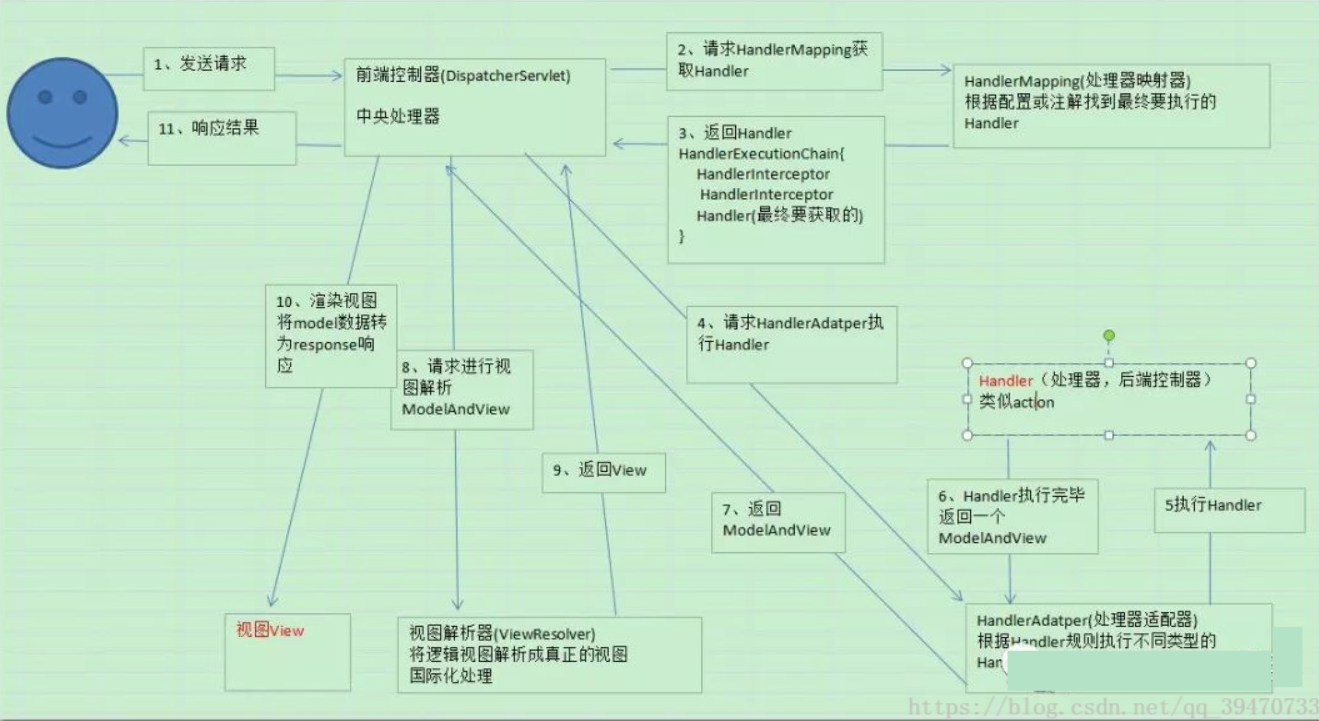 1、发送请求
前端控制器(DispatcherServlet)
中央处理器
2、请求HandlerMapping获
取Handler
HandlerMapping(处理器映射器)
根据配置或注解找到最终要执行的
Handler
11、响应结果
3、返回Handler
HandlerExecutionChain{
HandlerInterceptor
HandlerInterceptor
Handler(最终要获取的)
}
10、渲染视图
将model数据转
为response响
应
8、请求进行视
图解析
ModelAndView
4、请求HandlerAdatper执
行Handler
Handler（处理器，后端控制器）
类似action
9、返回View
7、返回
ModelAndView
6、Handler执行完毕
返回一个
ModelAndView
5执行Handler
视图View
视图解析器(ViewResolver)
将逻辑视图解析成真正的视图
国际化处理
HandlerAdatper(处理器适配器)
根据Handler规则执行不同类型的
https://blog.csdn.net/qq_39470733